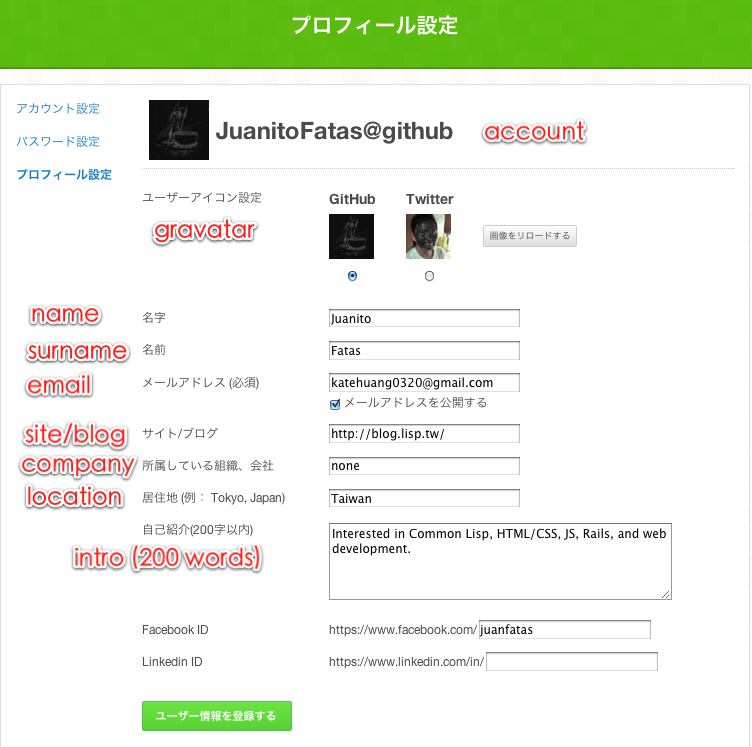 プロフィール設定
アカウント設定
パスワード設定
プロフィール設定
JuanitoFatas@github account
ユーザーアイコン設定 GitHub Twitter
gravatar 画像をリロードする
name 名字 Juanito
surname 名前 Fatas
email メールアドレス (必須) katehuang0320@gmail.com
メールアドレスを公開する
site/blog サイト/ブログ http://blog.lisp.tw/
company 所属している組織、会社 none
location 居住地 (例： Tokyo, Japan) Taiwan
自己紹介(200字以内) Interested in Common Lisp, HTML/CSS, JS, Rails, and web
development.
intro (200 words)
Facebook ID https://www.facebook.com/ juanfatas
Linkedin ID https://www.linkedin.com/in/
ユーザー情報を登録する